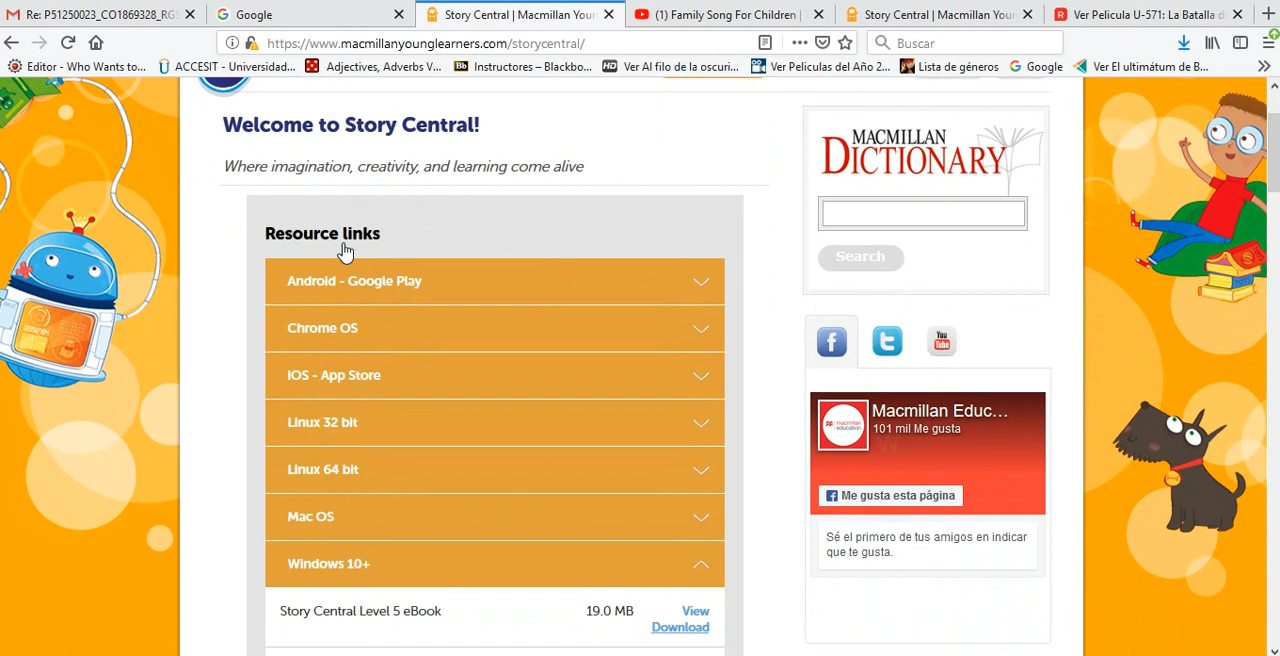 Re: P51250023_CO1869328_RGS
Google
Story Central | Macmillan Youn
(1) Family Song For Children |
Story Central | Macmillan Youn
Ver Pelicula U-571: La Batalla d
https://www.macmillanyounglearners.com/storycentral/
Buscar
Editor - Who Wants to...
ACCESIT - Universidad...
Adjectives, Adverbs V...
Instructores – Blackbo...
Ver Al filo de la oscuri...
Ver Peliculas del Año 2...
Lista de géneros
Google
Ver El ultimátum de B...
Welcome to Story Central!
Where imagination, creativity, and learning come alive
Resource links
Android - Google Play
Chrome OS
IOS - App Store
Linux 32 bit
Linux 64 bit
Mac OS
Windows 10+
Story Central Level 5 eBook 19.0 MB View
Download
MACMILLAN
DICTIONARY
Search
You
Tube
Macmillan Educ...
101 mil Me gusta
macmillan
education
Me gusta esta página
Sé el primero de tus amigos en indicar
que te gusta.